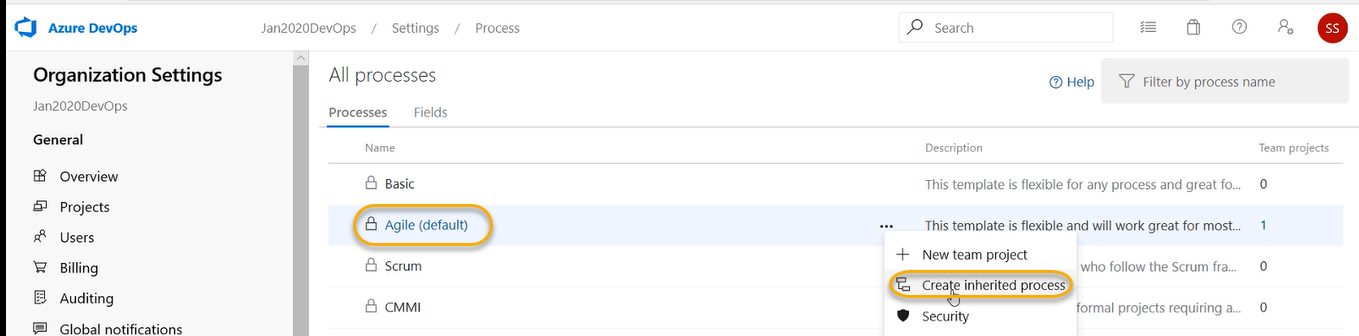 Azure DevOps
Jan2020DevOps / Settings / Process
Search
SS
Organization Settings
Jan2020DevOps
General
Overview
Projects
Users
Billing
Auditing
Global notifications
All processes
Help
Filter by process name
Processes Fields
Name Description Team projects
Basic This template is flexible for any process and great fo... 0
Agile (default) ... This template is flexible and will work great for most... 1
New team project
Scrum who follow the Scrum fra... 0
Create inherited process
CMMI formal projects requiring a... 0
Security